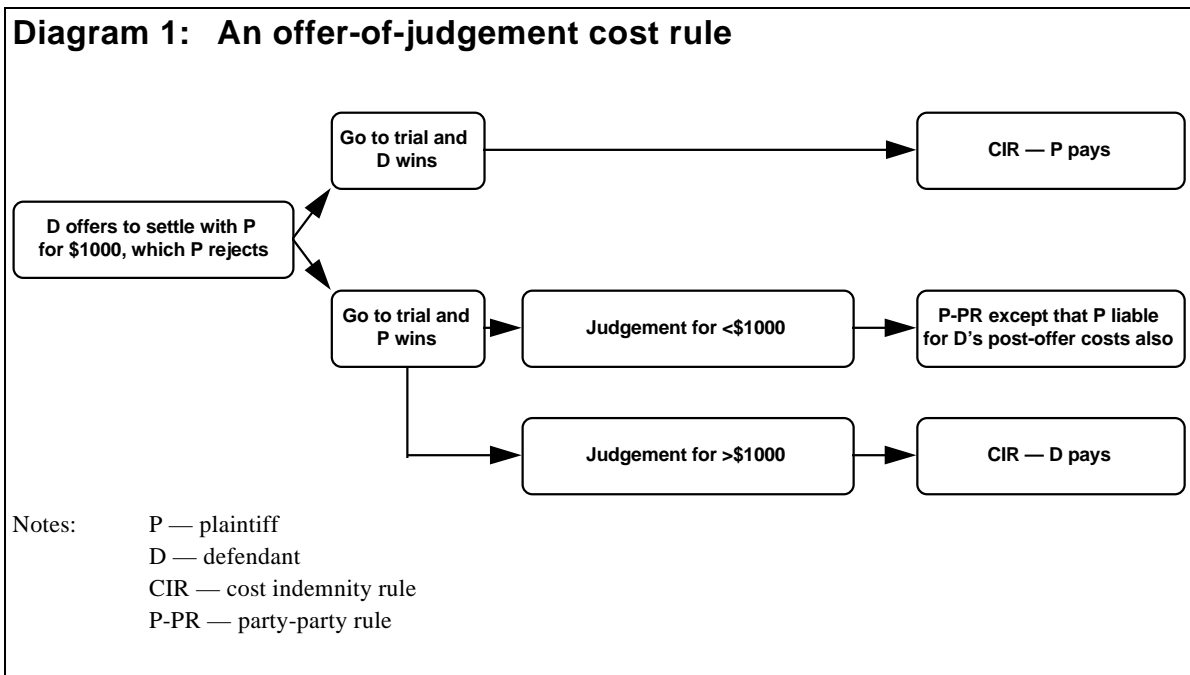 Diagram 1: An offer-of-judgement cost rule
Go to trial and
D wins
CIR — P pays
D offers to settle with P
for $1000, which P rejects
Go to trial and
P wins
Judgement for <$1000
P-PR except that P liable
for D's post-offer costs also
Judgement for >$1000
CIR — D pays
Notes: P — plaintiff
D — defendant
CIR — cost indemnity rule
P-PR — party-party rule